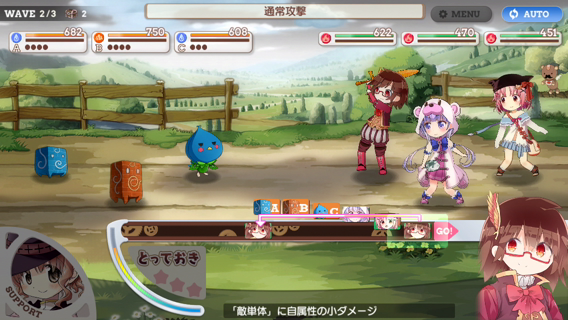 WAVE 2/3 2
通常攻撃
MENU
AUTO
682
750
608
A
B
C
622
470
451
A B C
GO!
とっておき
SUPPORT
「敵単体」に自属性の小ダメージ